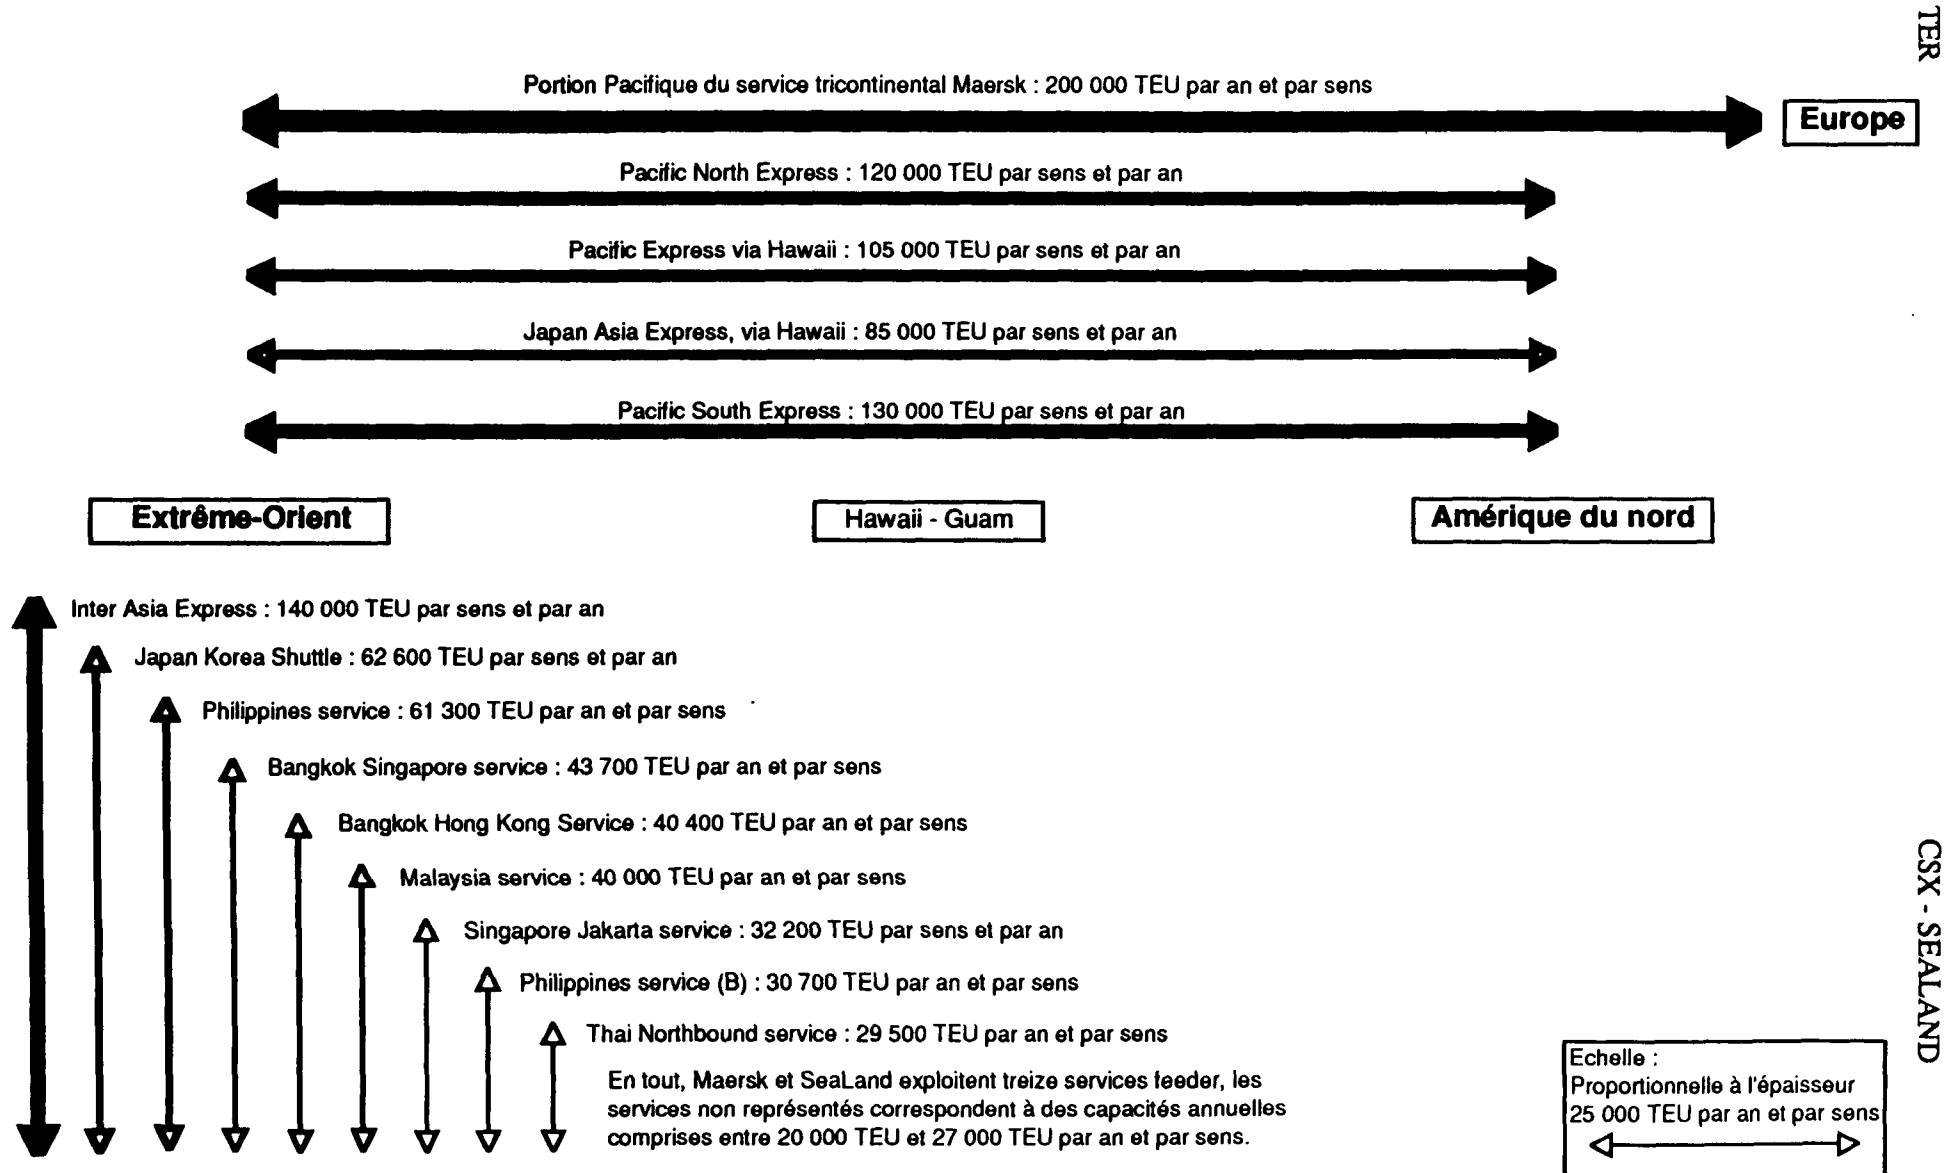 TER
Portion Pacifique du service tricontinental Maersk : 200 000 TEU par an et par sens
Europe
Pacific North Express : 120 000 TEU par sens et par an
Pacific Express via Hawaii : 105 000 TEU par sens et par an
Japan Asia Express, via Hawaii : 85 000 TEU par sens et par an
Pacific South Express : 130 000 TEU par sens et par an
Extrême-Orient
Hawaii - Guam
Amérique du nord
Inter Asia Express : 140 000 TEU par sens et par an
Japan Korea Shuttle : 62 600 TEU par sens et par an
Philippines service : 61 300 TEU par an et par sens
Bangkok Singapore service : 43 700 TEU par an et par sens
Bangkok Hong Kong Service : 40 400 TEU par an et par sens
Malaysia service : 40 000 TEU par an et par sens
Singapore Jakarta service : 32 200 TEU par sens et par an
Philippines service (B) : 30 700 TEU par an et par sens
Thai Northbound service : 29 500 TEU par an et par sens
En tout, Maersk et SeaLand exploitent treize services feeder, les
services non représentés correspondent à des capacités annuelles
comprises entre 20 000 TEU et 27 000 TEU par an et par sens.
Echelle :
Proportionnelle à l'épaisseur
25 000 TEU par an et par sens
CSX - SEALAND